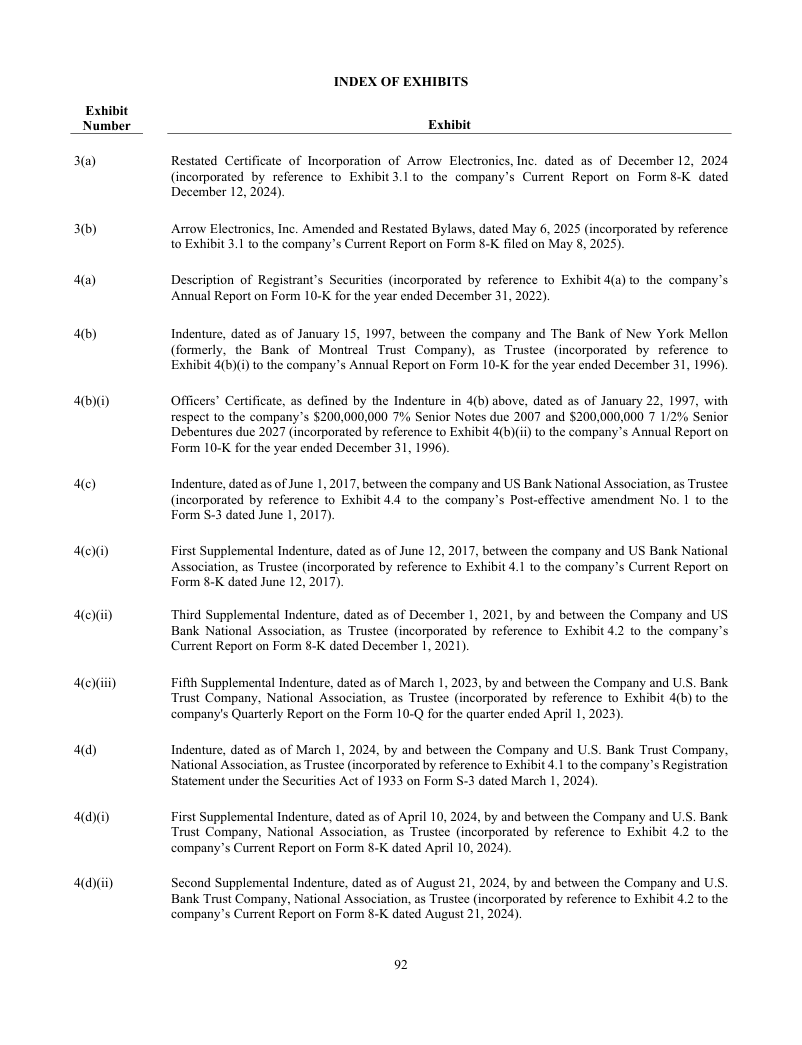 INDEX OF EXHIBITS
Exhibit
Number
Exhibit
3(a)
Restated Certificate of Incorporation of Arrow Electronics, Inc. dated as of December 12, 2024
(incorporated by reference to Exhibit 3.1 to the company’s Current Report on Form 8-K dated
December 12, 2024).
3(b)
Arrow Electronics, Inc. Amended and Restated Bylaws, dated May 6, 2025 (incorporated by reference
to Exhibit 3.1 to the company’s Current Report on Form 8-K filed on May 8, 2025).
4(a)
Description of Registrant’s Securities (incorporated by reference to Exhibit 4(a) to the company’s
Annual Report on Form 10-K for the year ended December 31, 2022).
4(b)
Indenture, dated as of January 15, 1997, between the company and The Bank of New York Mellon
(formerly, the Bank of Montreal Trust Company), as Trustee (incorporated by reference to
Exhibit 4(b)(i) to the company’s Annual Report on Form 10-K for the year ended December 31, 1996).
4(b)(i)
Officers’ Certificate, as defined by the Indenture in 4(b) above, dated as of January 22, 1997, with
respect to the company’s $200,000,000 7% Senior Notes due 2007 and $200,000,000 7 1/2% Senior
Debentures due 2027 (incorporated by reference to Exhibit 4(b)(ii) to the company’s Annual Report on
Form 10-K for the year ended December 31, 1996).
4(c)
Indenture, dated as of June 1, 2017, between the company and US Bank National Association, as Trustee
(incorporated by reference to Exhibit 4.4 to the company’s Post-effective amendment No. 1 to the
Form S-3 dated June 1, 2017).
4(c)(i)
First Supplemental Indenture, dated as of June 12, 2017, between the company and US Bank National
Association, as Trustee (incorporated by reference to Exhibit 4.1 to the company’s Current Report on
Form 8-K dated June 12, 2017).
4(c)(ii)
Third Supplemental Indenture, dated as of December 1, 2021, by and between the Company and US
Bank National Association, as Trustee (incorporated by reference to Exhibit 4.2 to the company’s
Current Report on Form 8-K dated December 1, 2021).
4(c)(iii)
Fifth Supplemental Indenture, dated as of March 1, 2023, by and between the Company and U.S. Bank
Trust Company, National Association, as Trustee (incorporated by reference to Exhibit 4(b) to the
company's Quarterly Report on the Form 10-Q for the quarter ended April 1, 2023).
4(d)
Indenture, dated as of March 1, 2024, by and between the Company and U.S. Bank Trust Company,
National Association, as Trustee (incorporated by reference to Exhibit 4.1 to the company’s Registration
Statement under the Securities Act of 1933 on Form S-3 dated March 1, 2024).
4(d)(i)
First Supplemental Indenture, dated as of April 10, 2024, by and between the Company and U.S. Bank
Trust Company, National Association, as Trustee (incorporated by reference to Exhibit 4.2 to the
company’s Current Report on Form 8-K dated April 10, 2024).
4(d)(ii)
Second Supplemental Indenture, dated as of August 21, 2024, by and between the Company and U.S.
Bank Trust Company, National Association, as Trustee (incorporated by reference to Exhibit 4.2 to the
company’s Current Report on Form 8-K dated August 21, 2024).
92